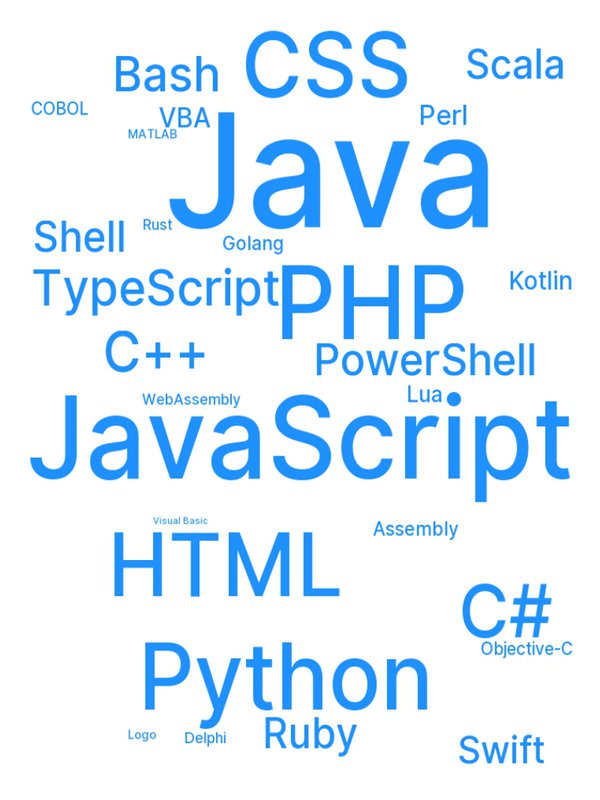 CSS
Bash
Scala
COBOL
VBA
Perl
MATLAB
Java
Rust
Shell
Golang
TypeScript
PHP
Kotlin
C++
PowerShell
Lua
WebAssembly
JavaScript
Visual Basic
Assembly
HTML
C#
Objective-C
Python
Logo
Delphi
Ruby
Swift